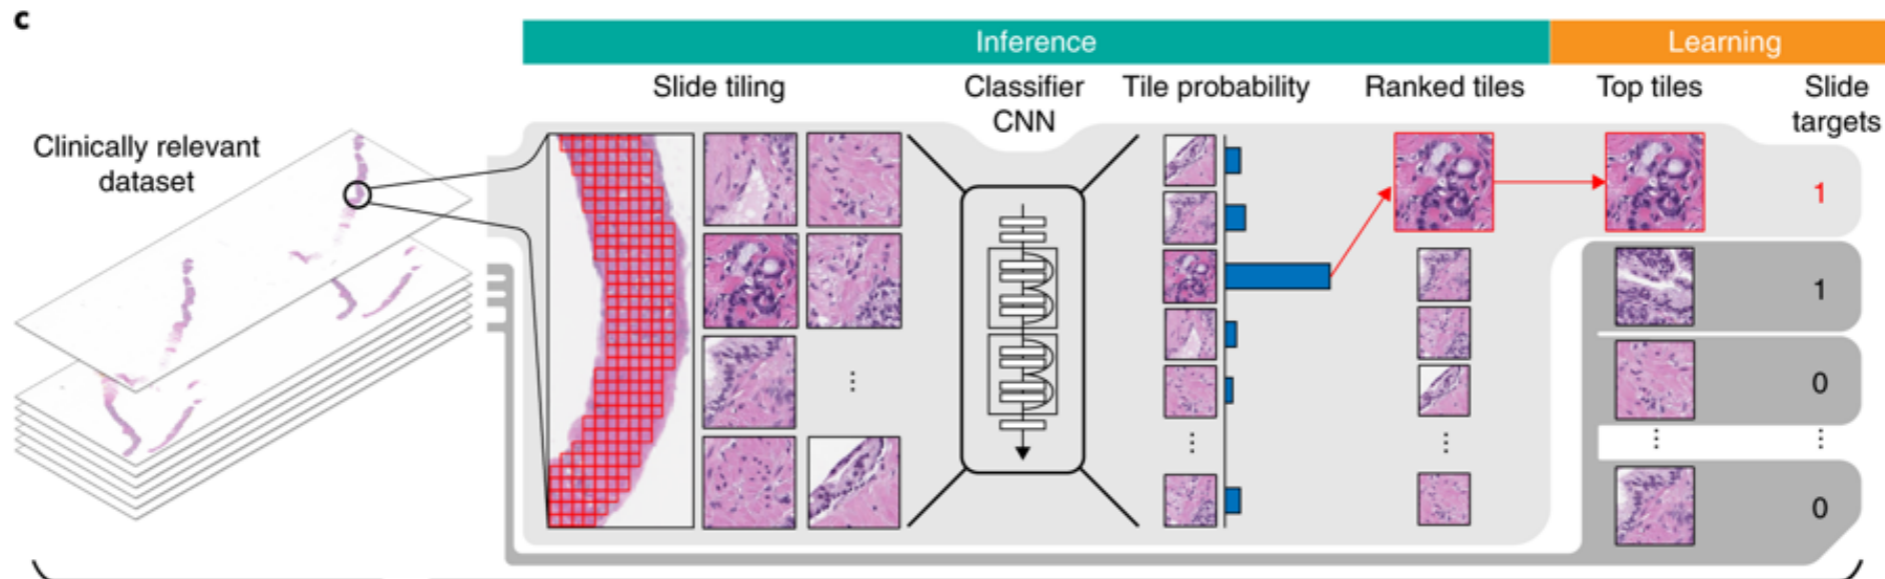 c
Inference
Learning
Slide tiling
Classifier
CNN
Tile probability
Ranked tiles
Top tiles
Slide
targets
Clinically relevant
dataset
1
1
0
0